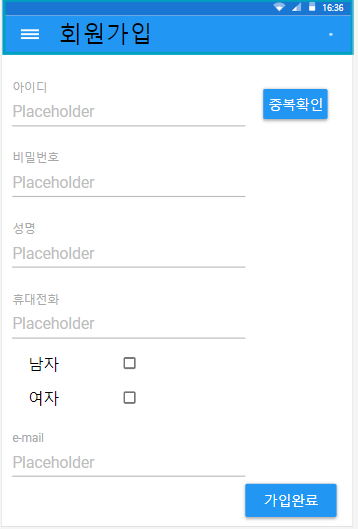 16:36
회원가입
아이디
Placeholder
중복확인
비밀번호
Placeholder
성명
Placeholder
휴대전화
Placeholder
남자
여자
e-mail
Placeholder
가입완료